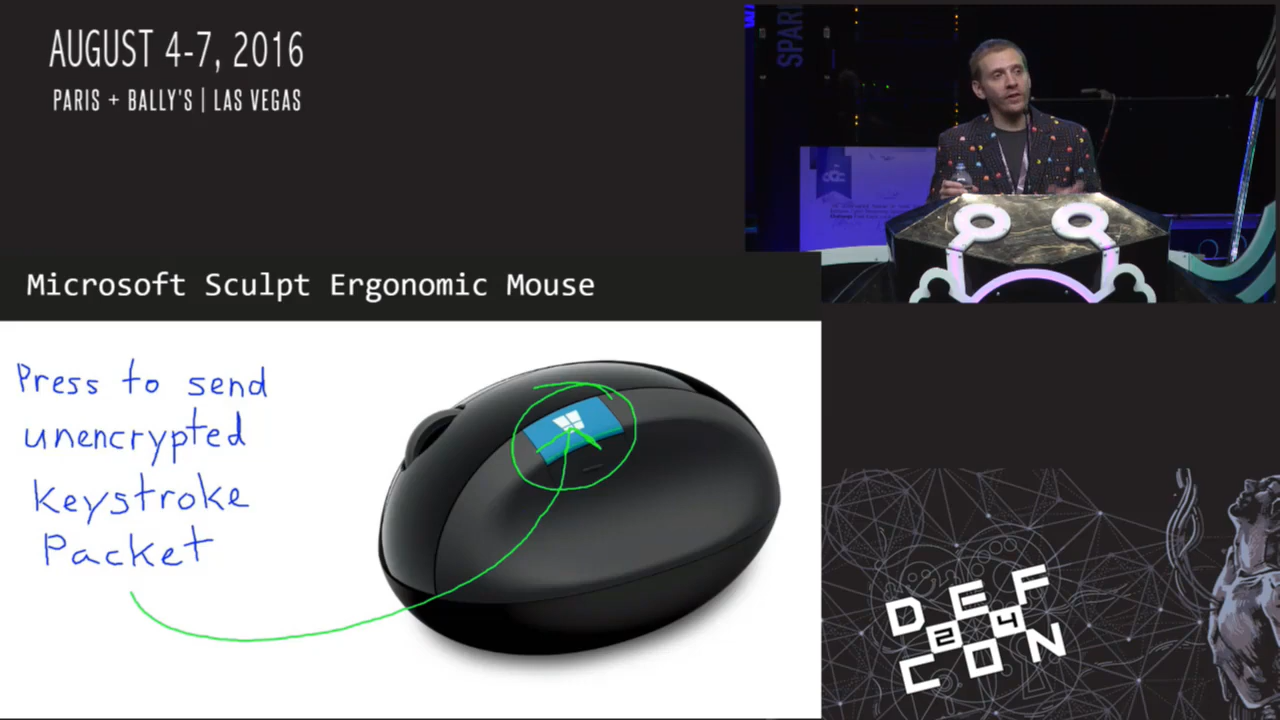 AUGUST 4-7, 2016
PARIS + BALLY'S | LAS VEGAS
SPAR
Microsoft Sculpt Ergonomic Mouse
Press to send
unencrypted
Keystroke
Packet
DEF
24
CON